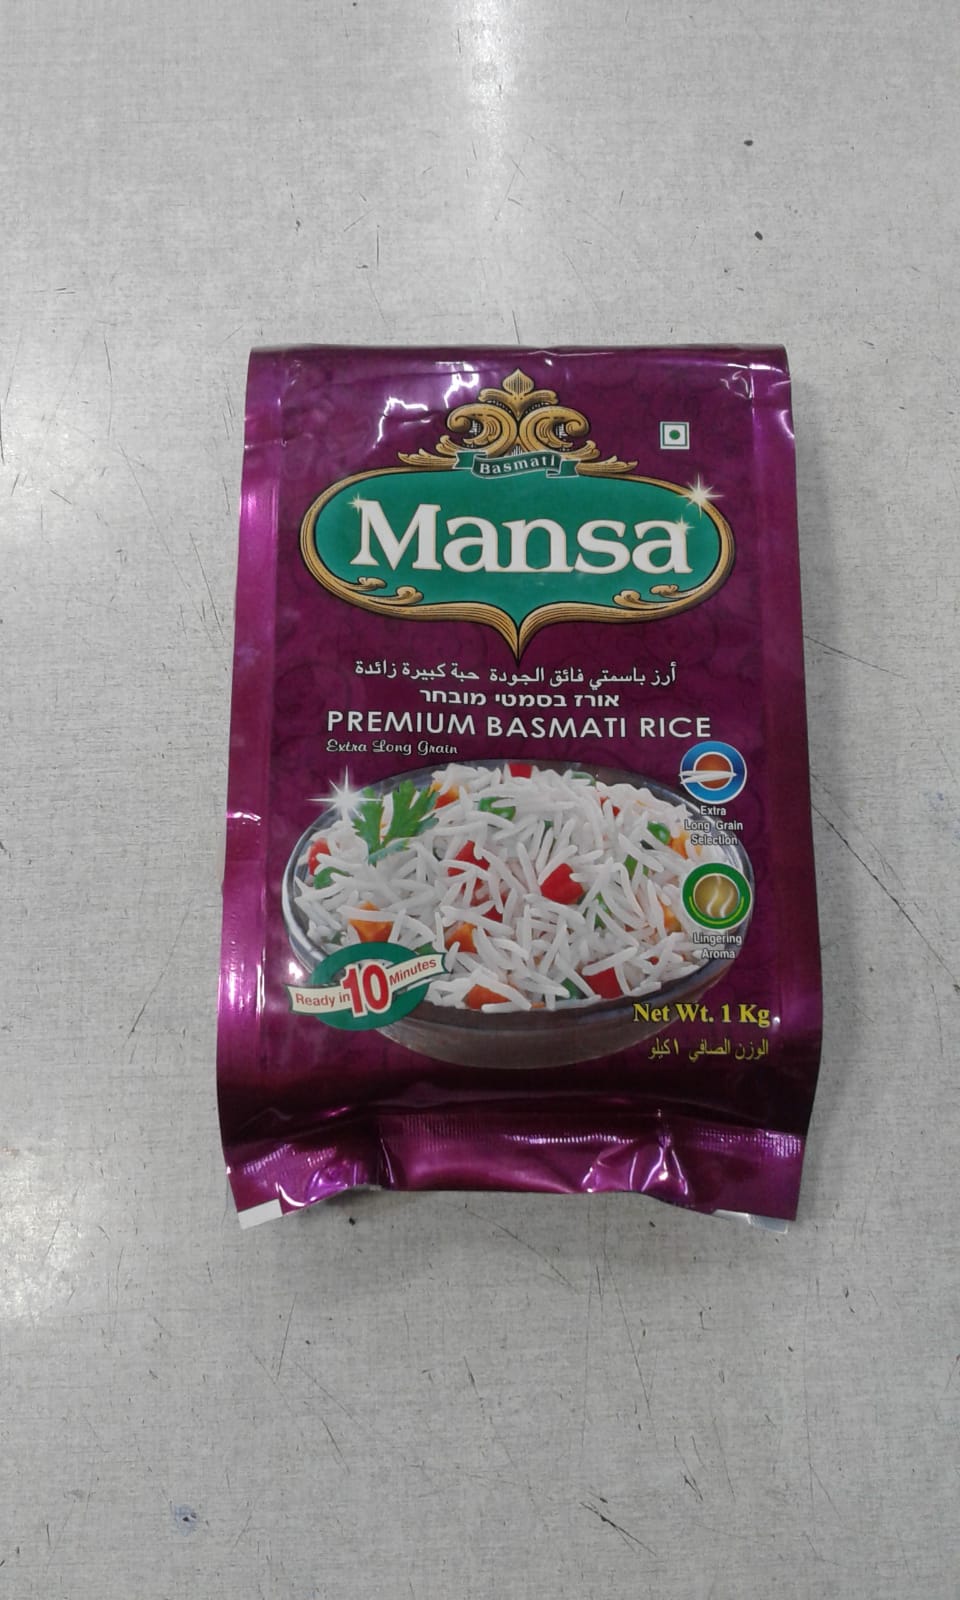 Basmati
Mansa
أرز باسمتي فائق الجودة حبة كبيرة زائدة
אורז בסמטי מובחר
PREMIUM BASMATI RICE
Extra Long Grain
Extra
Long Grain
Selection
Lingering
Aroma
Ready in 10 Minutes
Net Wt. 1 Kg
الوزن الصافي ١ كيلو